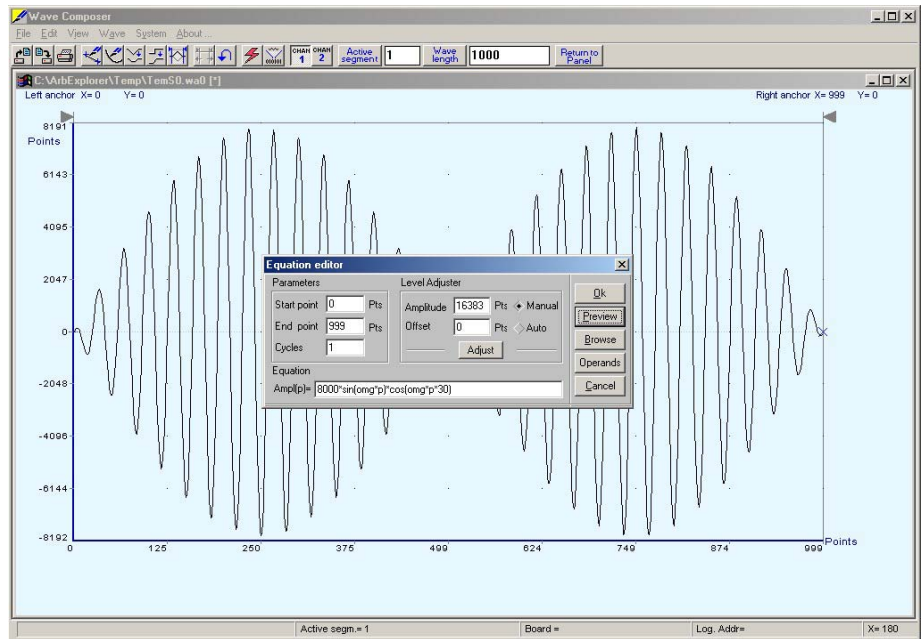 Wave Composer
File Edit View Wave System About...
CHAN 1 CHAN 2 Active segment 1 Wave length 1000 Return to Panel
C:\ArbExplorer\Temp\TemS0.wa0 [*]
Left anchor X= 0 Y= 0 Right anchor X= 999 Y= 0
8191
Points
6143
4095
2047
0
-2048
-4096
-6144
-8192
0 125 250 375 499 624 749 874 999 Points
Equation editor
Parameters Level Adjuster
Start point 0 Pts Amplitude 16383 Pts Manual Ok
End point 999 Pts Offset 0 Pts Auto Preview
Cycles 1 Adjust Browse
Equation Operands
Ampl(p)= 8000*sin(omg*p)*cos(omg*p*30) Cancel
Active segm.= 1 Board = Log. Addr= X= 180